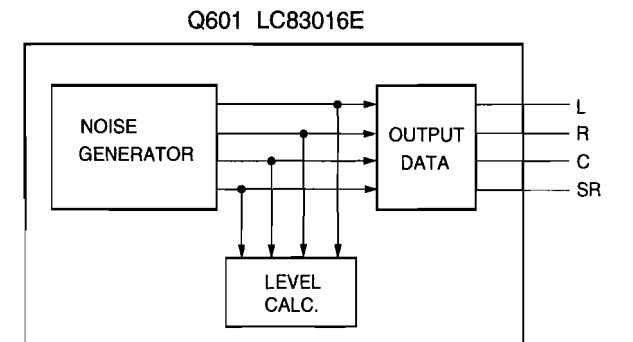 Q601 LC83016E
NOISE
GENERATOR
OUTPUT
DATA
L
R
C
SR
LEVEL
CALC.